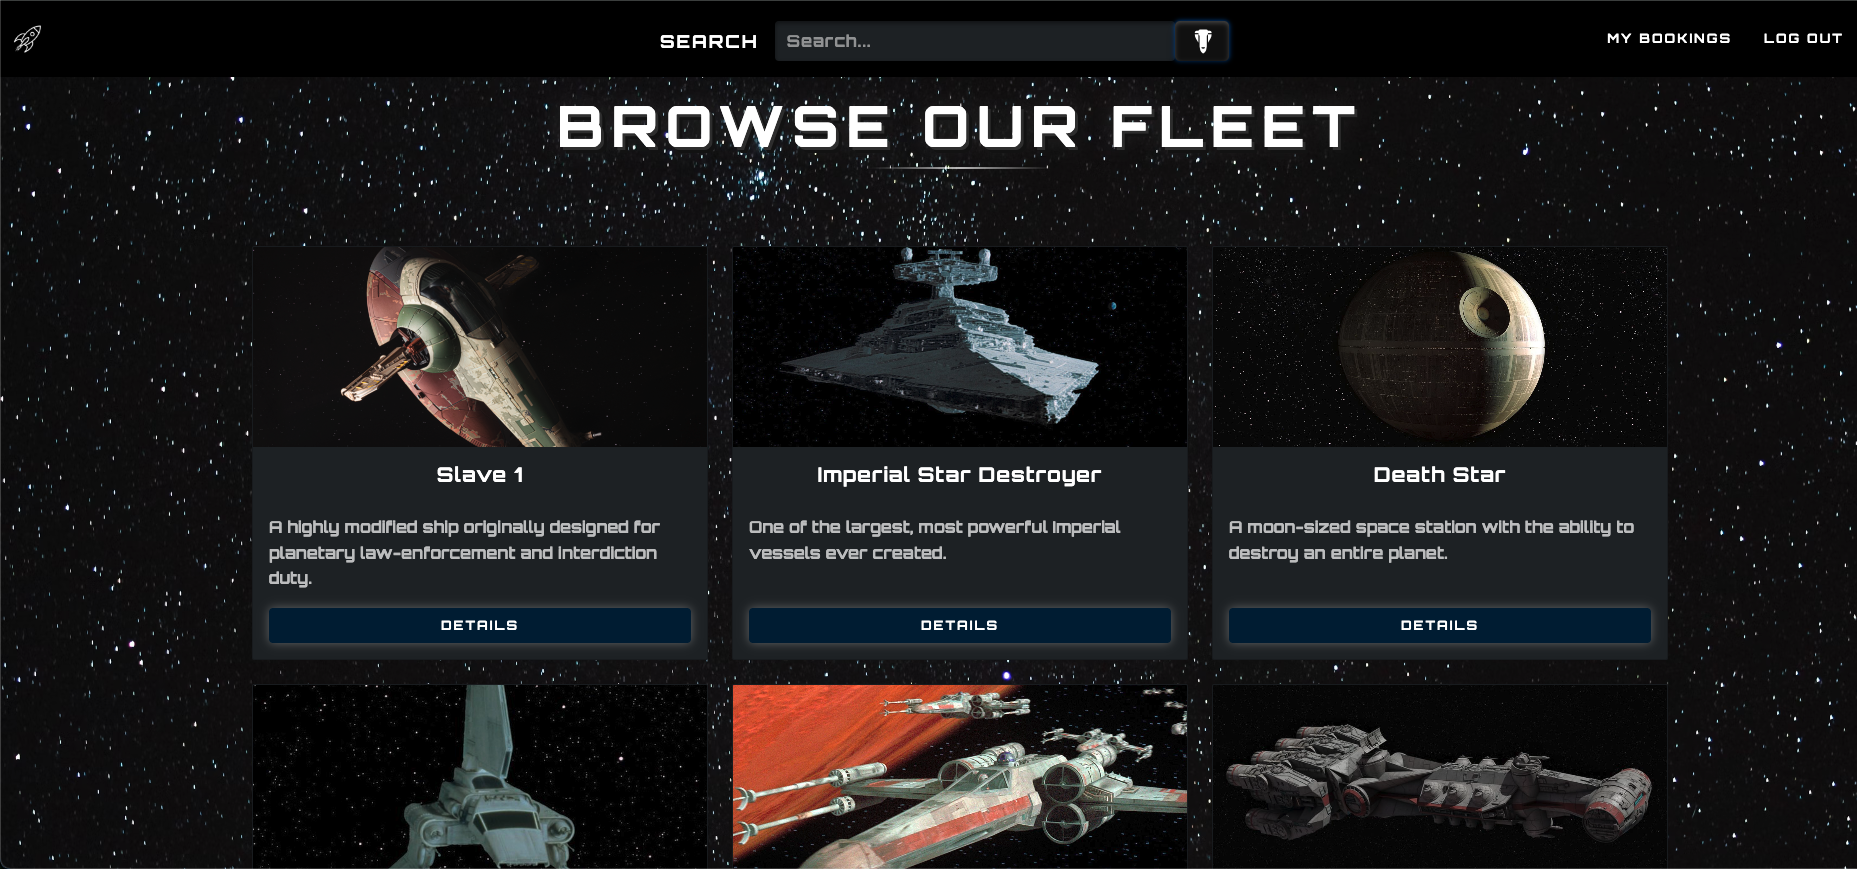 SEARCH
Search...
MY BOOKINGS
LOG OUT
BROWSE OUR FLEET
Slave 1
A highly modified ship originally designed for
planetary law-enforcement and interdiction
duty.
DETAILS
Imperial Star Destroyer
One of the largest, most powerful Imperial
vessels ever created.
DETAILS
Death Star
A moon-sized space station with the ability to
destroy an entire planet.
DETAILS